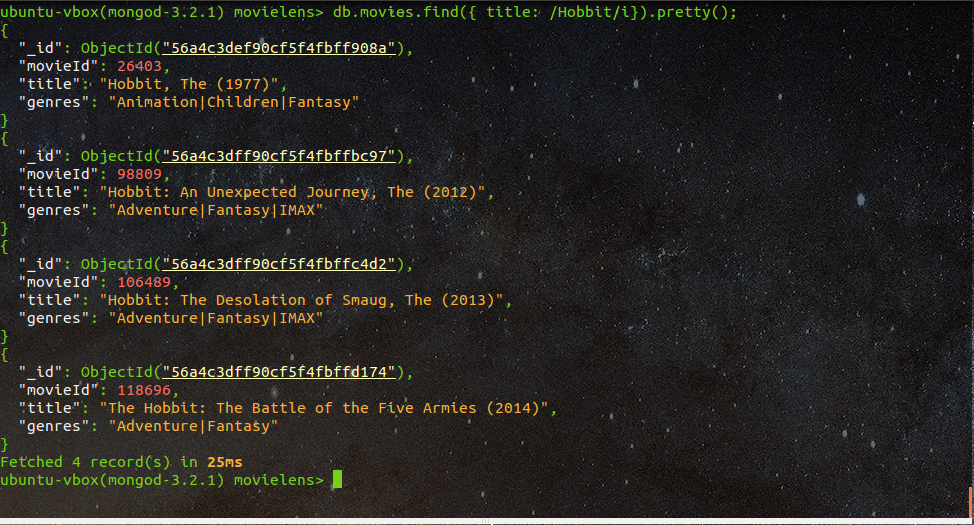 ubuntu-vbox(mongod-3.2.1) movielens> db.movies.find({ title: /Hobbit/i}).pretty();
{
  "_id": ObjectId("56a4c3def90cf5f4fbff908a"),
  "movieId": 26403,
  "title": "Hobbit, The (1977)",
  "genres": "Animation|Children|Fantasy"
}
{
  "_id": ObjectId("56a4c3dff90cf5f4fbffbc97"),
  "movieId": 98809,
  "title": "Hobbit: An Unexpected Journey, The (2012)",
  "genres": "Adventure|Fantasy|IMAX"
}
{
  "_id": ObjectId("56a4c3dff90cf5f4fbffc4d2"),
  "movieId": 106489,
  "title": "Hobbit: The Desolation of Smaug, The (2013)",
  "genres": "Adventure|Fantasy|IMAX"
}
{
  "_id": ObjectId("56a4c3dff90cf5f4fbffd174"),
  "movieId": 118696,
  "title": "The Hobbit: The Battle of the Five Armies (2014)",
  "genres": "Adventure|Fantasy"
}
Fetched 4 record(s) in 25ms
ubuntu-vbox(mongod-3.2.1) movielens>